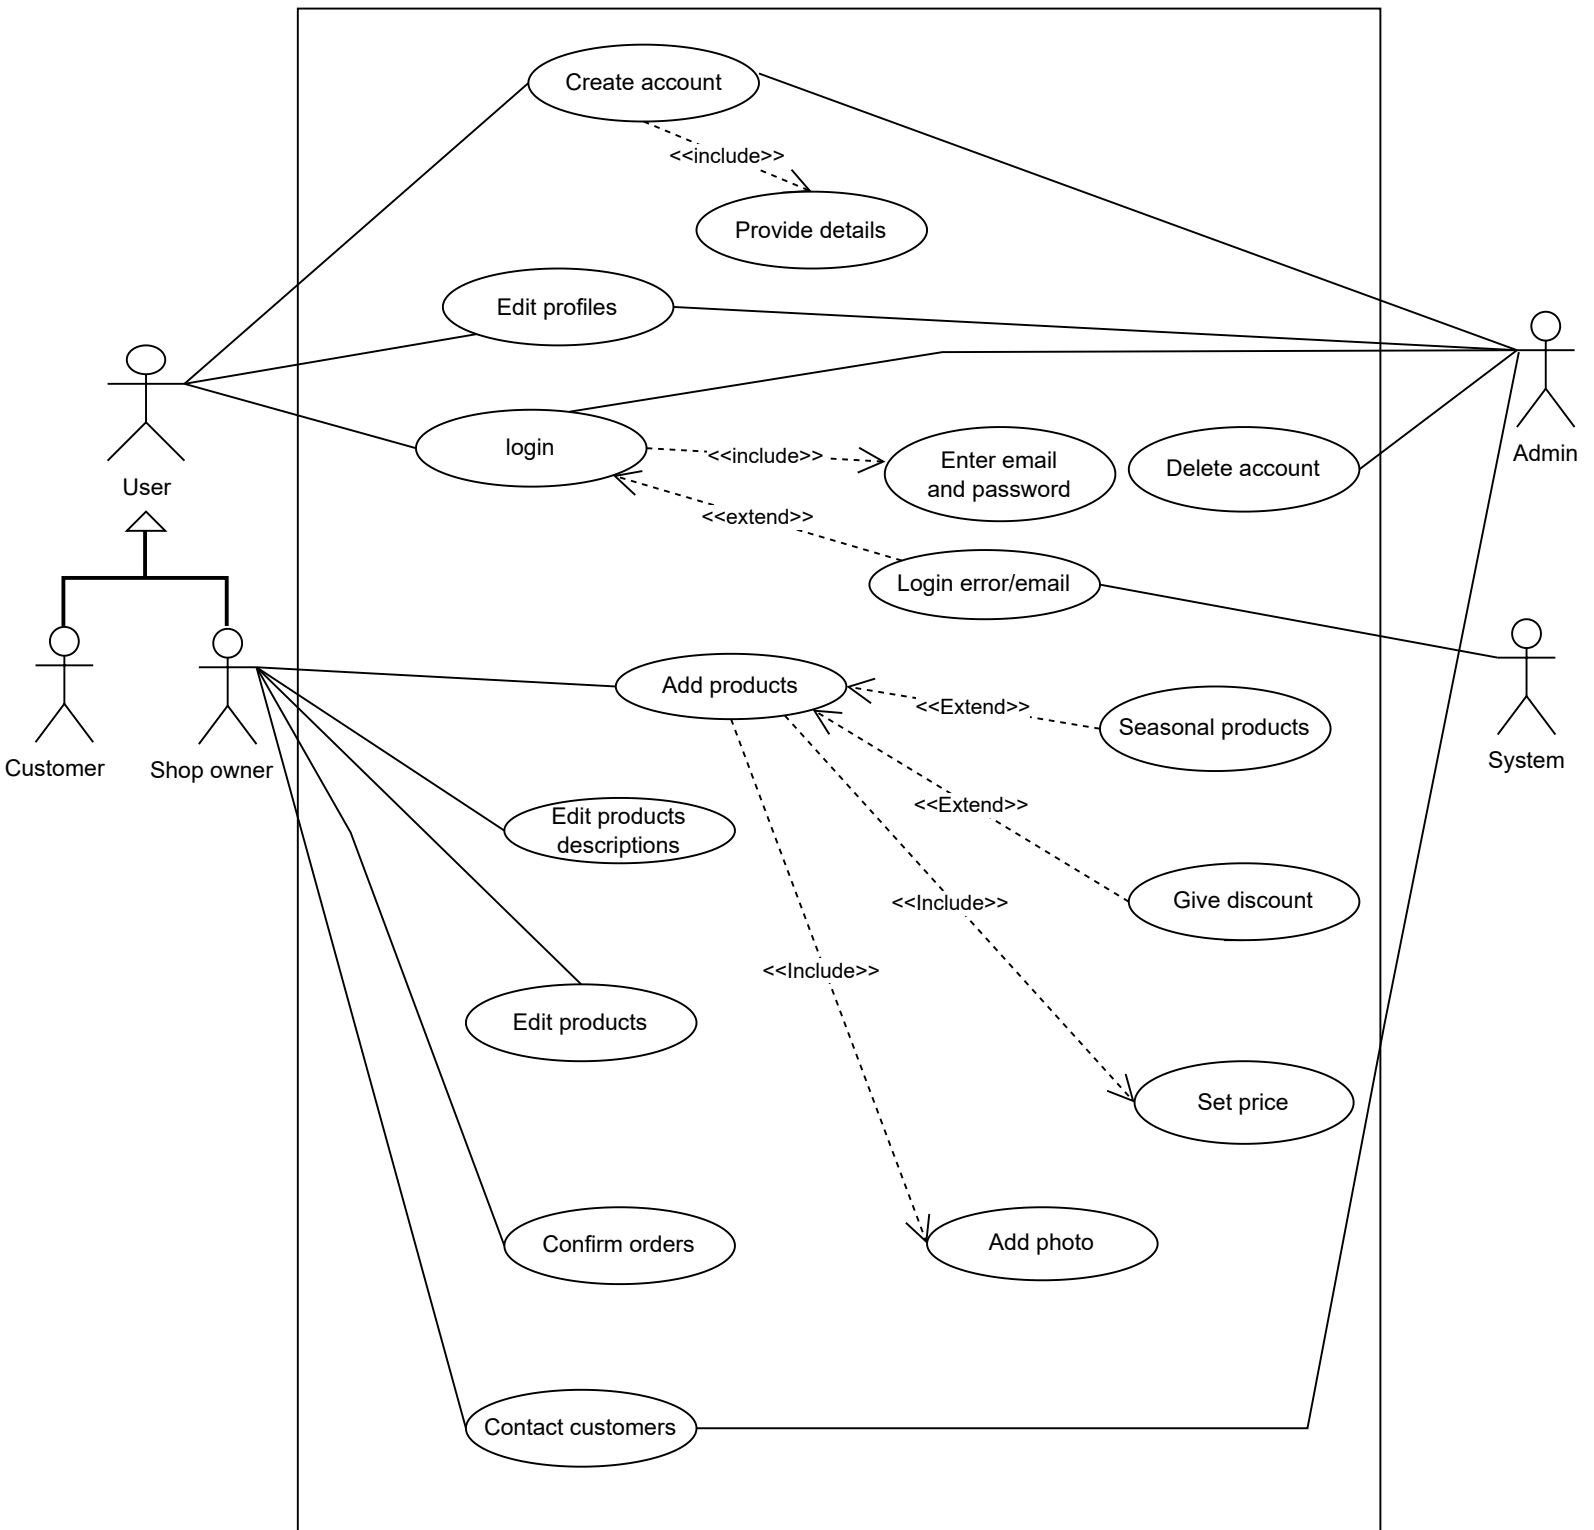 Create account
<<include>>
Provide details
Edit profiles
login
<<include>>
Enter email
and password
Delete account
Admin
User
<<extend>>
Login error/email
Add products
<<Extend>>
Seasonal products
System
Customer
Shop owner
<<Extend>>
Edit products
descriptions
<<Include>>
Give discount
<<Include>>
Edit products
Set price
Confirm orders
Add photo
Contact customers